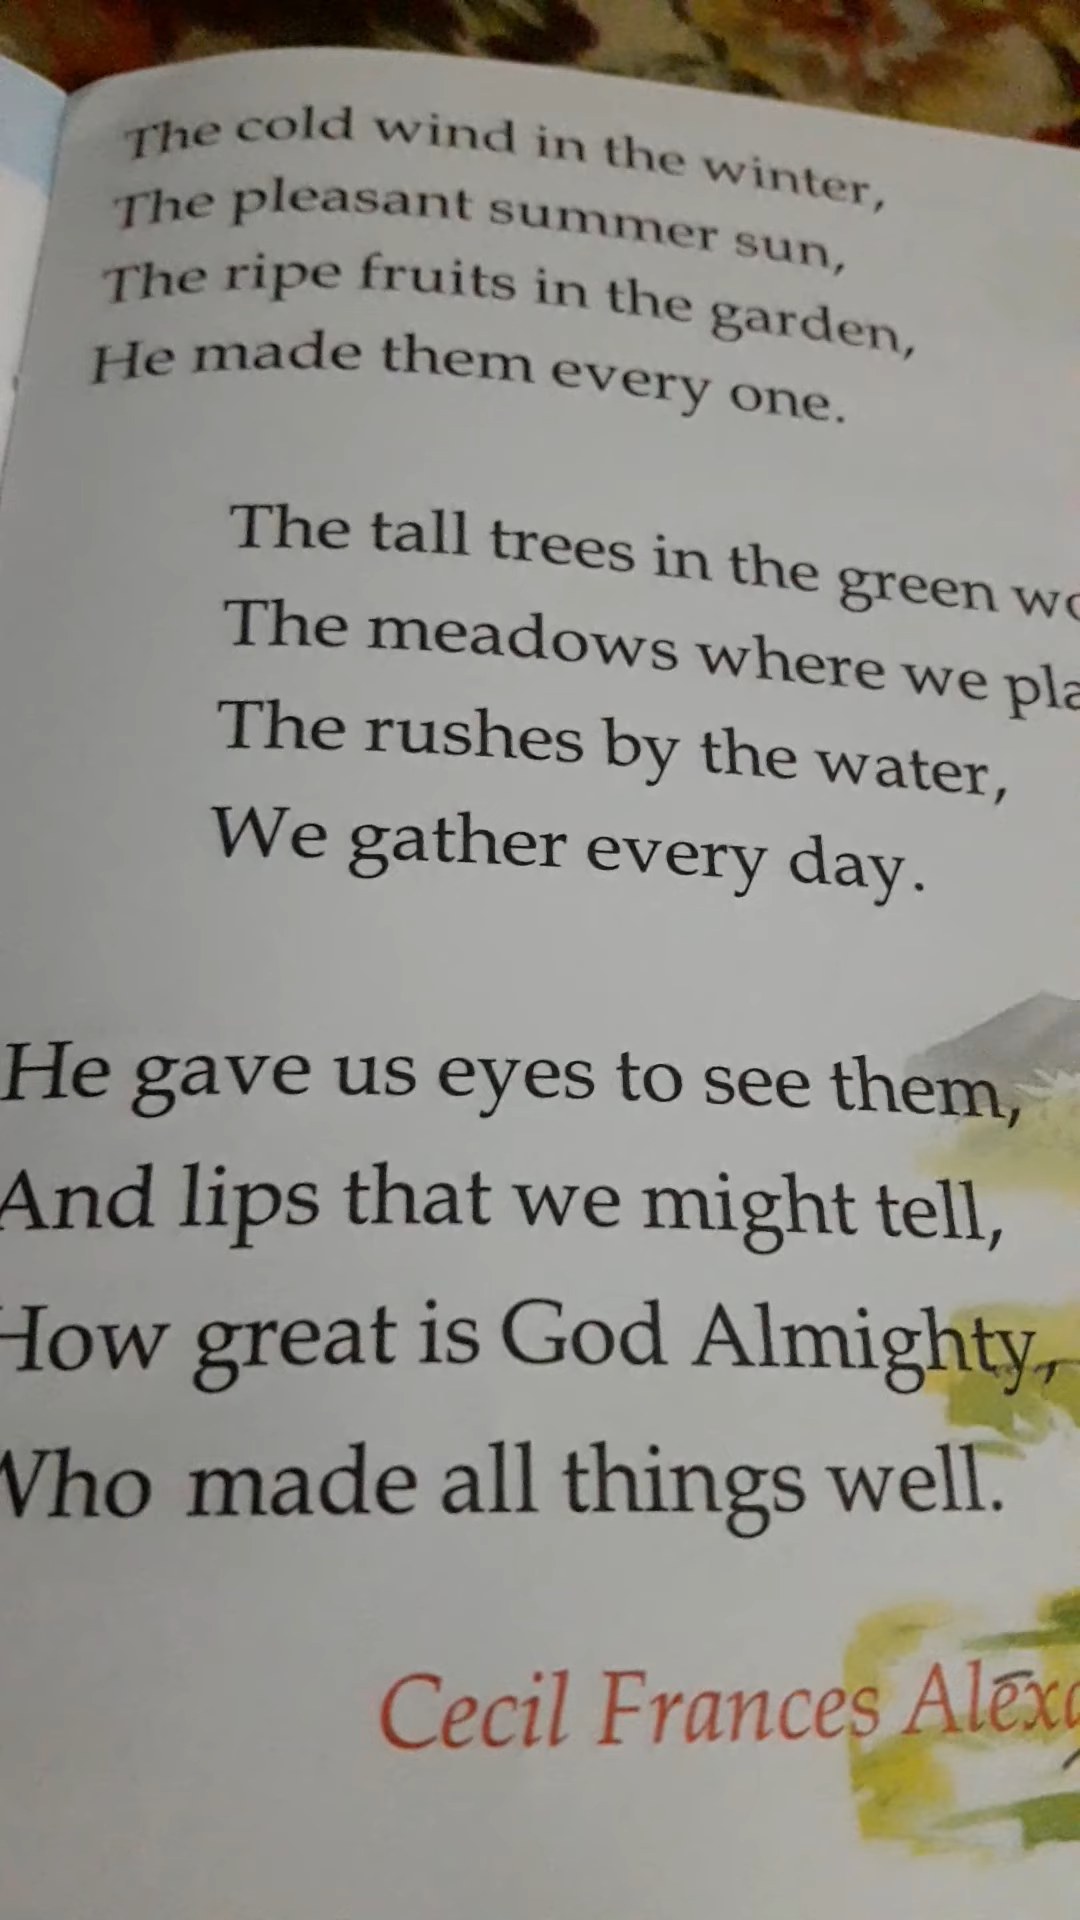 The cold wind in the winter,
The pleasant summer sun,
The ripe fruits in the garden,
He made them every one.
The tall trees in the green
The meadows where we
The rushes by the water,
We gather every day.
He gave us eyes to see them,
And lips that we might tell,
How great is God Almighty,
Who made all things well.
Cecil Frances